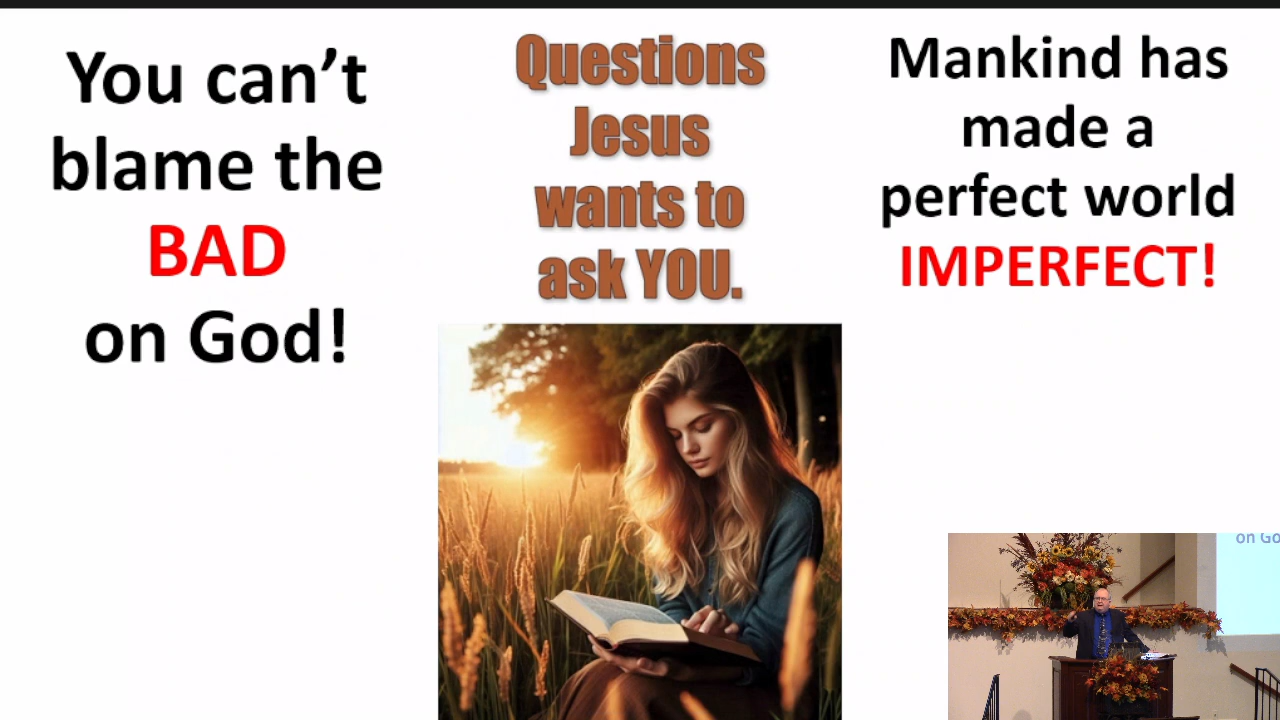 You can't
blame the
BAD
on God!
Questions
Jesus
wants to
ask YOU.
Mankind has
made a
perfect world
IMPERFECT!